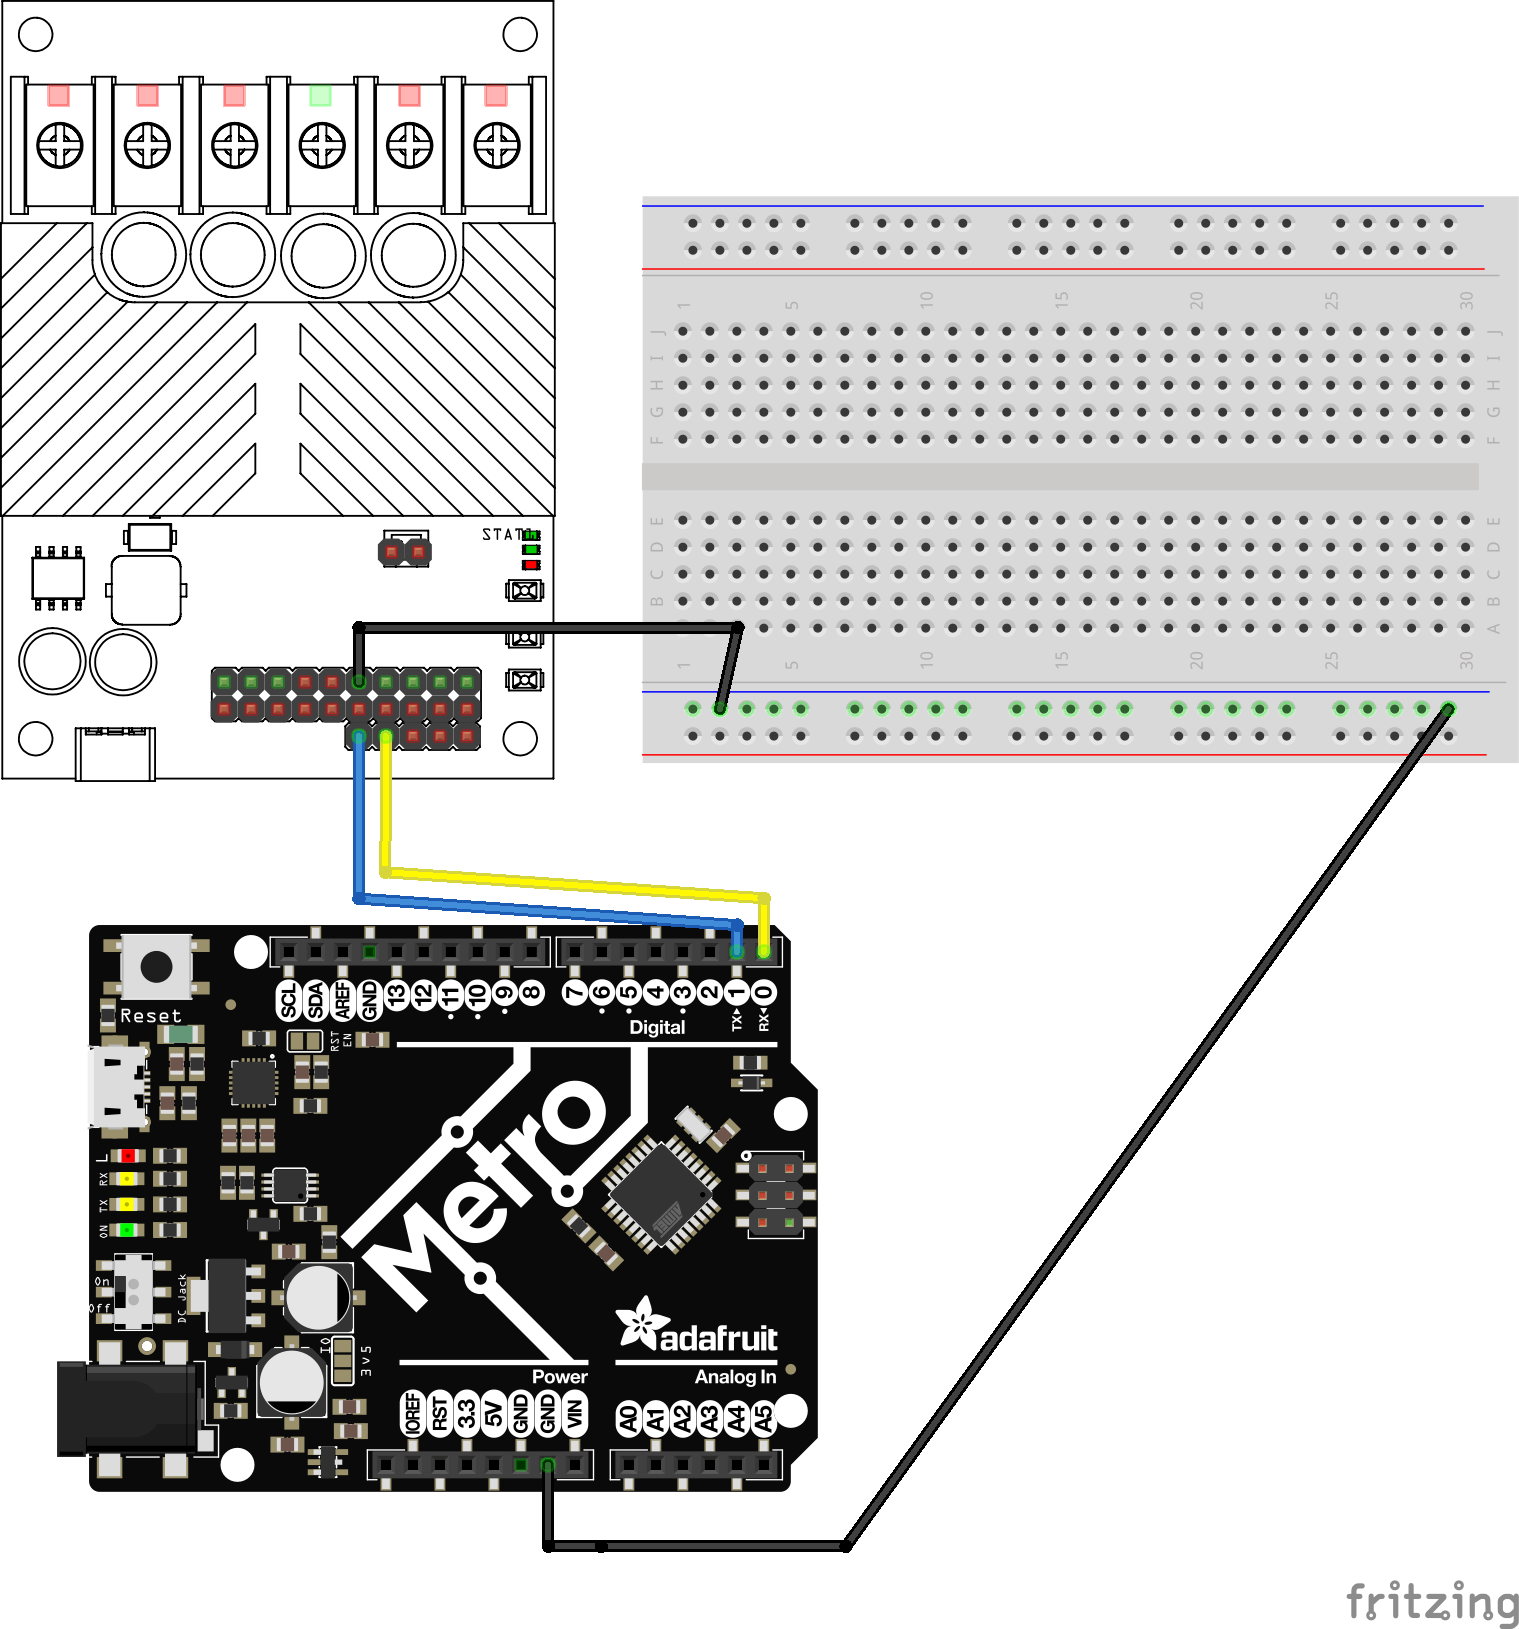 STAT2
1 5 10 15 20 25 30
J J
I I
H H
G G
F F
E E
D D
C C
B B
A A
1 5 10 15 20 25 30
Reset
SCL SDA AREF GND 13 12 11 10 9 8 7 6 5 4 3 2 1 0
TX RX
Digital
RST EN
L
RX
TX
ON
On
Off
DC Jack
Metro
ATMEL
IO
3v5
adafruit
Power
Analog In
IOREF RST 3.3 5V GND GND VIN A0 A1 A2 A3 A4 A5
fritzing